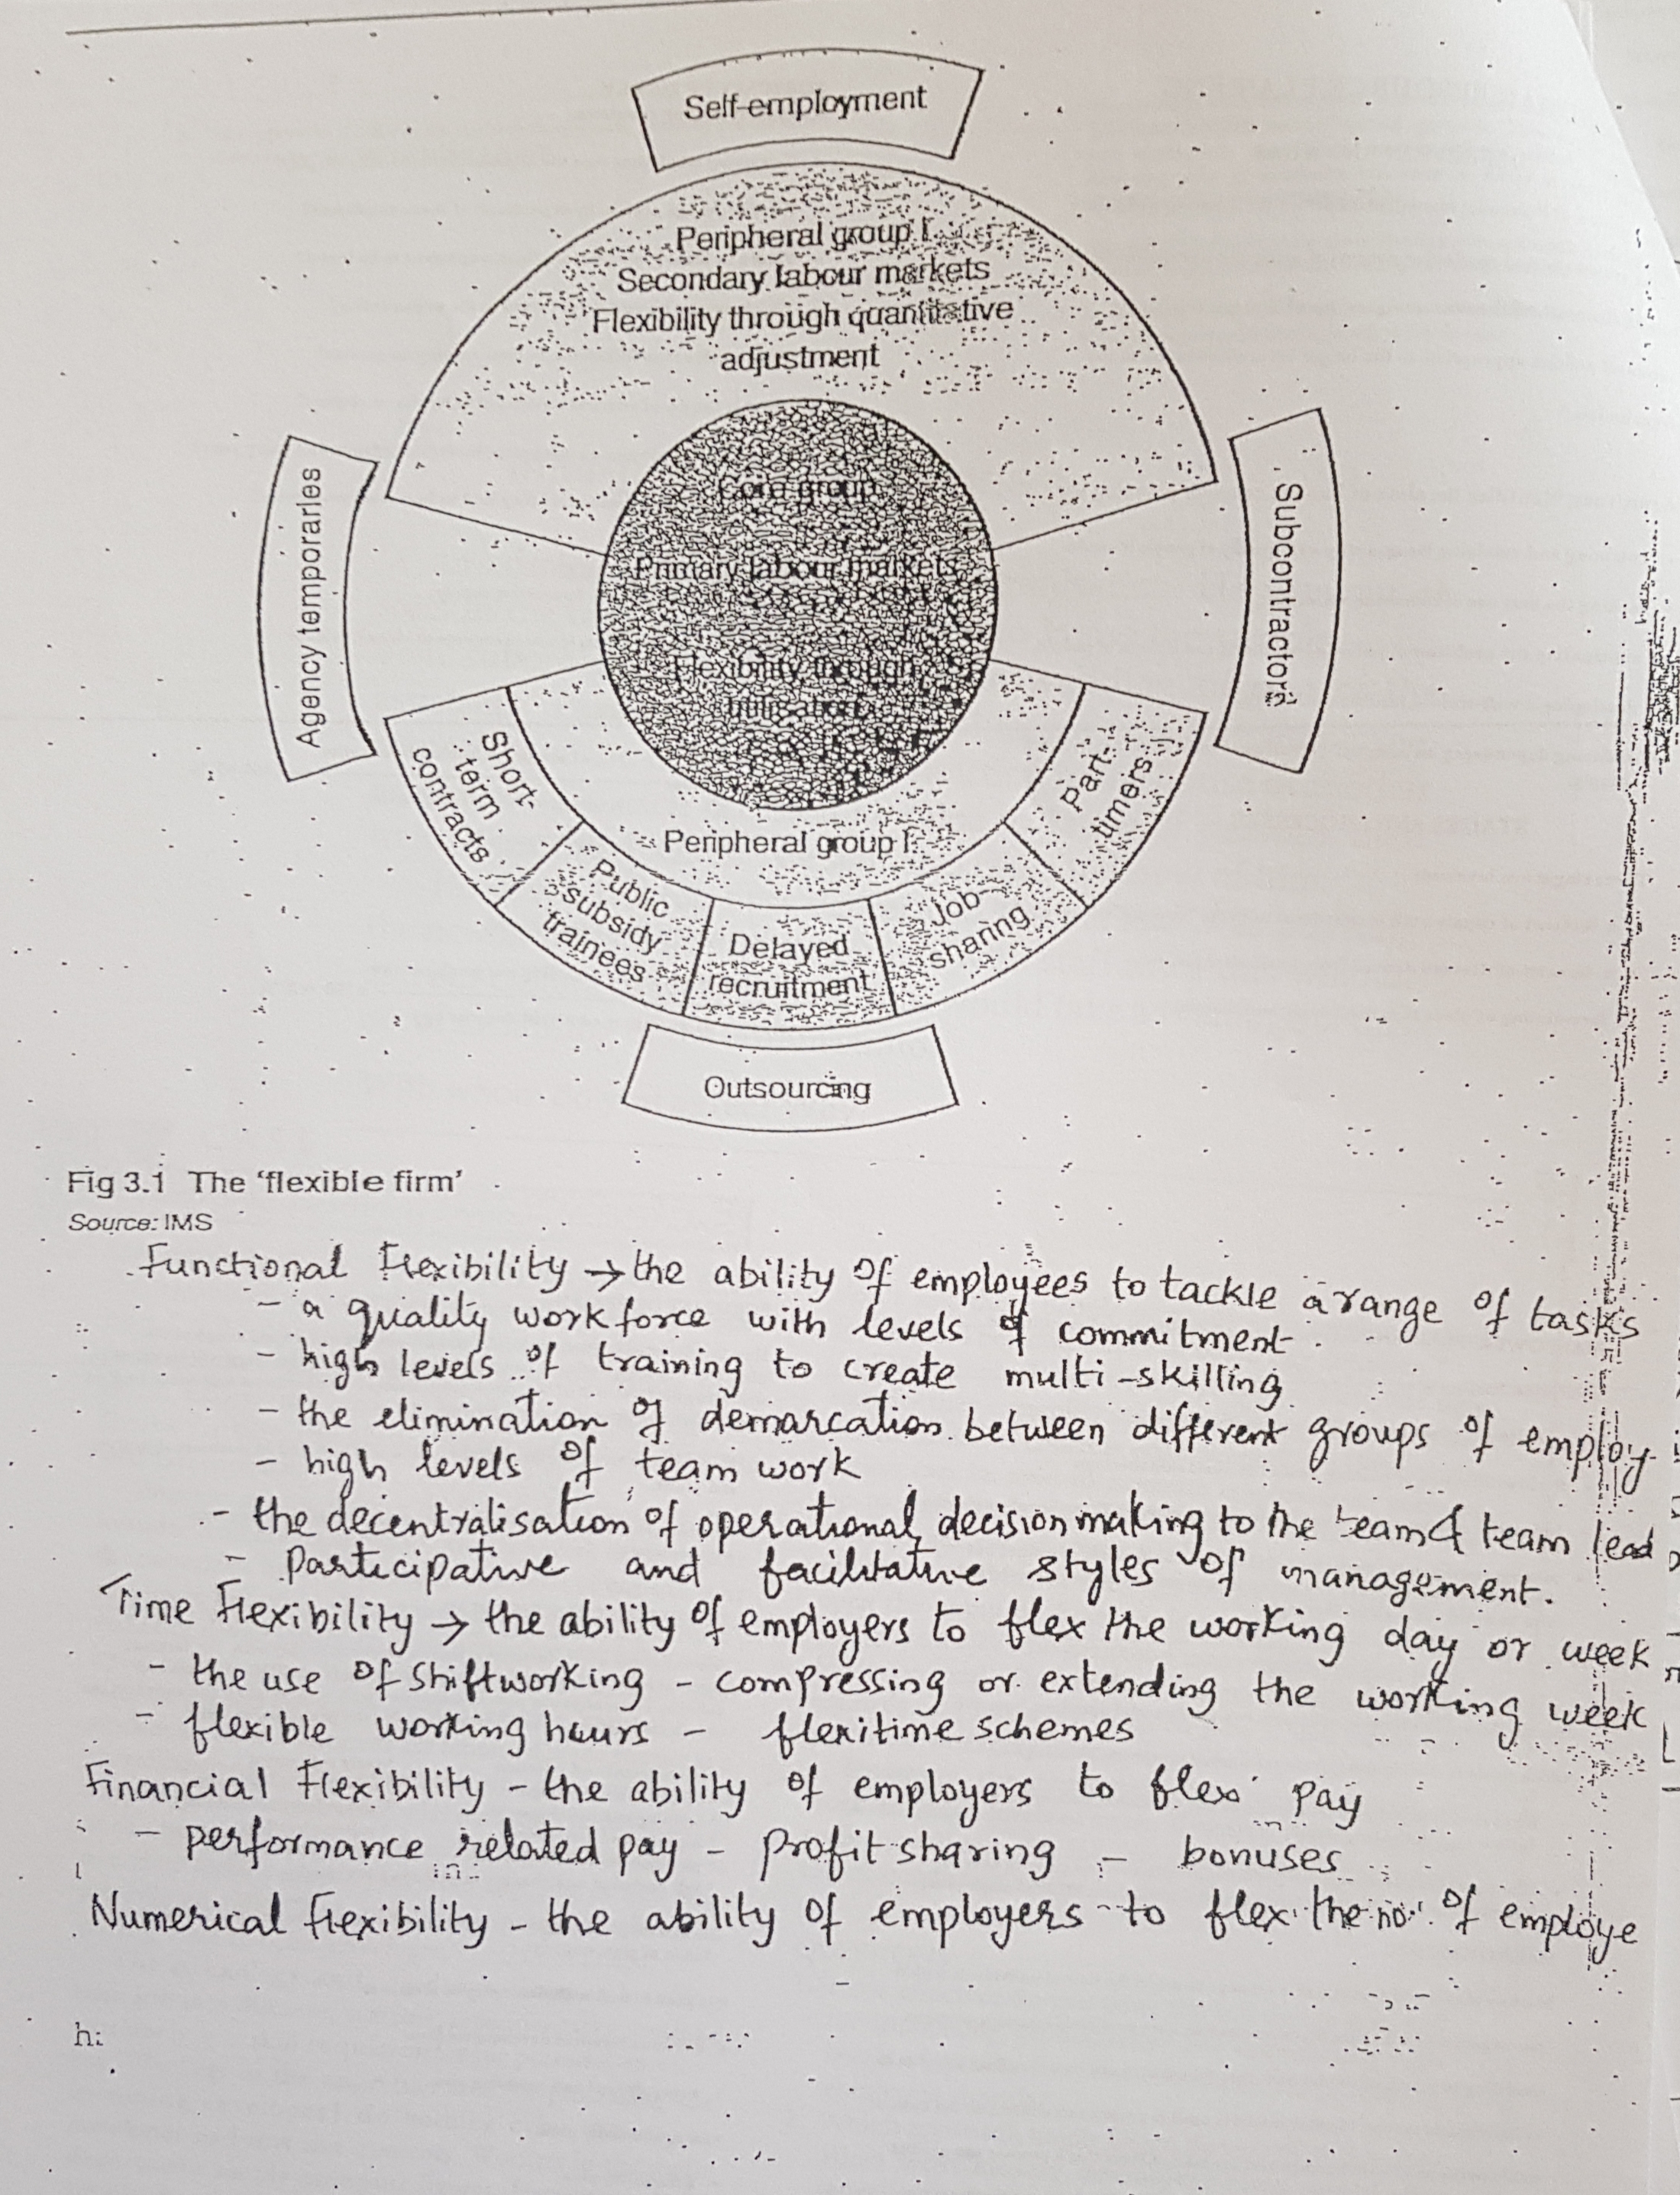 Self-employment
Peripheral group I
Secondary labour markets
Flexibility through quantitative
adjustment
Agency temporaries
Subcontractors
Core group
Primary labour markets
Flexibility through
utilisation
Short-
term
contracts
Peripheral group I
Part-
timers
Public
subsidy
trainees
Delayed
recruitment
Job-
sharing
Outsourcing
Fig 3.1 The 'flexible firm'
Source: IMS
Functional Flexibility → the ability of employees to tackle a range of tasks
- a quality workforce with levels of commitment
- high levels of training to create multi-skilling
- the elimination of demarcation between different groups of employ
- high levels of team work
- the decentralisation of operational decision making to the team & team lead
- Participative and facilitative styles of management.
Time Flexibility → the ability of employers to flex the working day or week
- the use of shiftworking - compressing or extending the working week
- flexible working hours - flexitime schemes
Financial Flexibility - the ability of employers to flex pay
- performance related pay - profit sharing - bonuses
Numerical Flexibility - the ability of employers to flex the no. of employe
h: